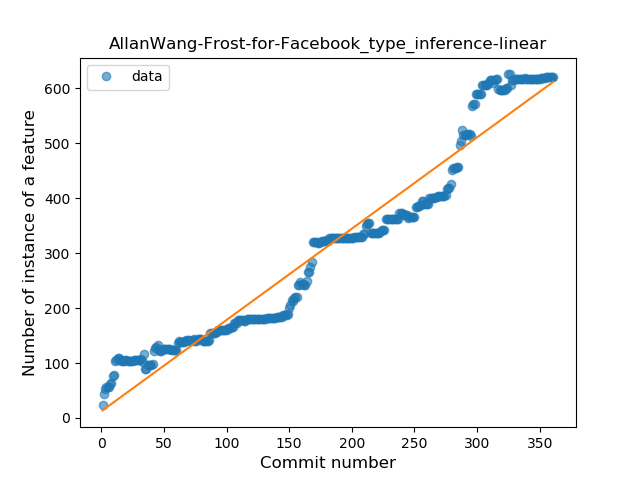 AllanWang-Frost-for-Facebook_type_inference-linear
data
Number of instance of a feature
600
500
400
300
200
100
0
0 50 100 150 200 250 300 350
Commit number